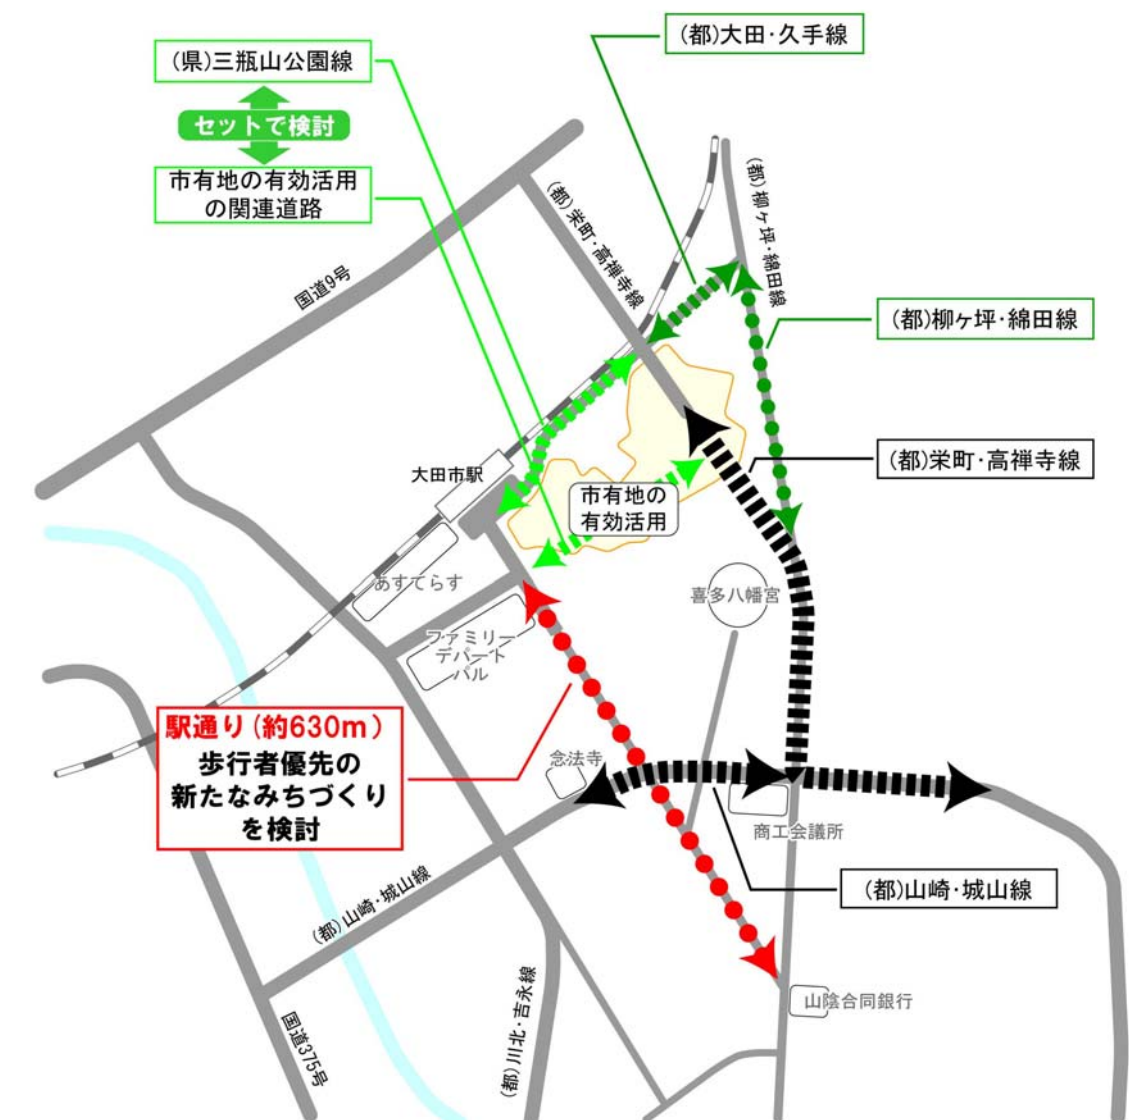 (都)大田・久手線
(県)三瓶山公園線
セットで検討
市有地の有効活用
の関連道路
(都)柳ヶ坪・綿田線
(都)栄町・高禅寺線
国道9号
(都)柳ヶ坪・綿田線
(都)栄町・高禅寺線
大田市駅
市有地の
有効活用
あすてらす
喜多八幡宮
ファミリー
デパート
パル
駅通り(約630m)
歩行者優先の
新たなみちづくり
を検討
念法寺
商工会議所
(都)山崎・城山線
(都)山崎・城山線
山陰合同銀行
(都)川北・吉永線
国道375号